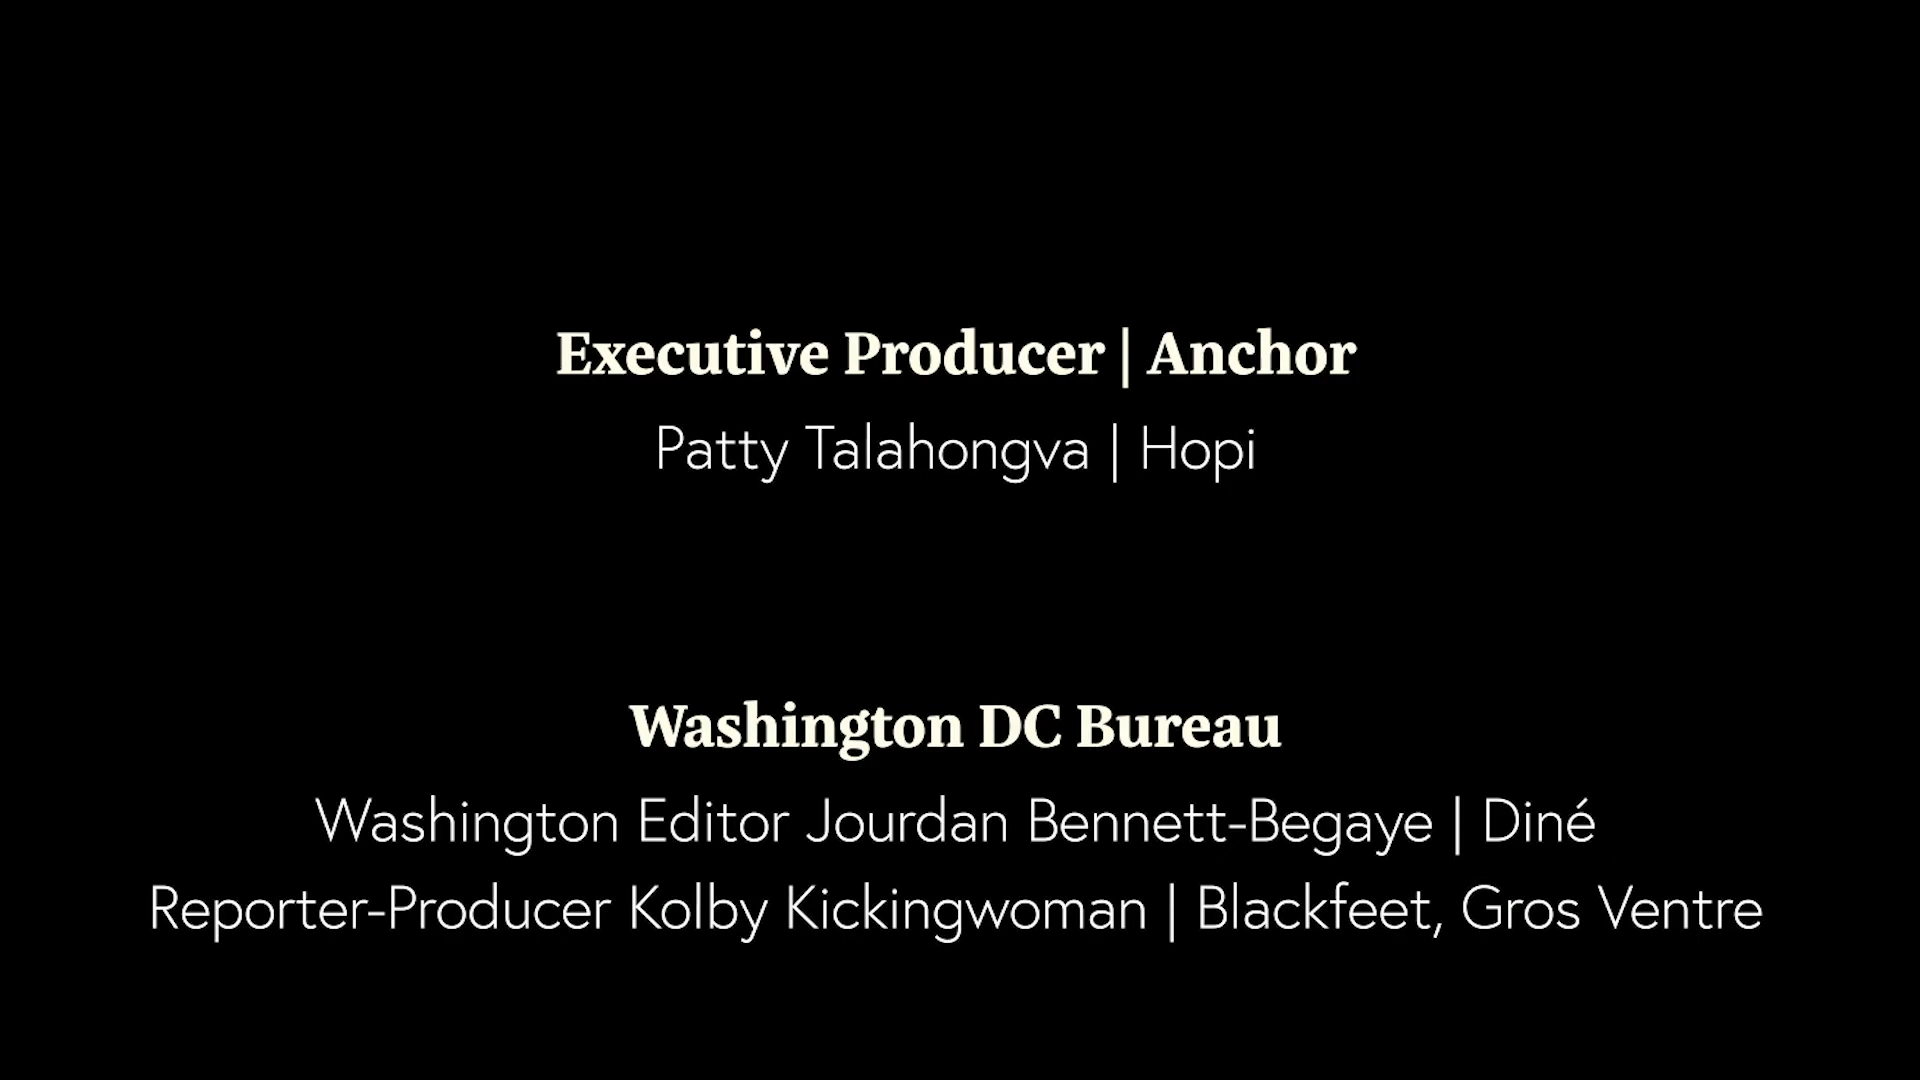 Executive Producer | Anchor
Patty Talahongva | Hopi
Washington DC Bureau
Washington Editor Jourdan Bennett-Begaye | Diné
Reporter-Producer Kolby Kickingwoman | Blackfeet, Gros Ventre